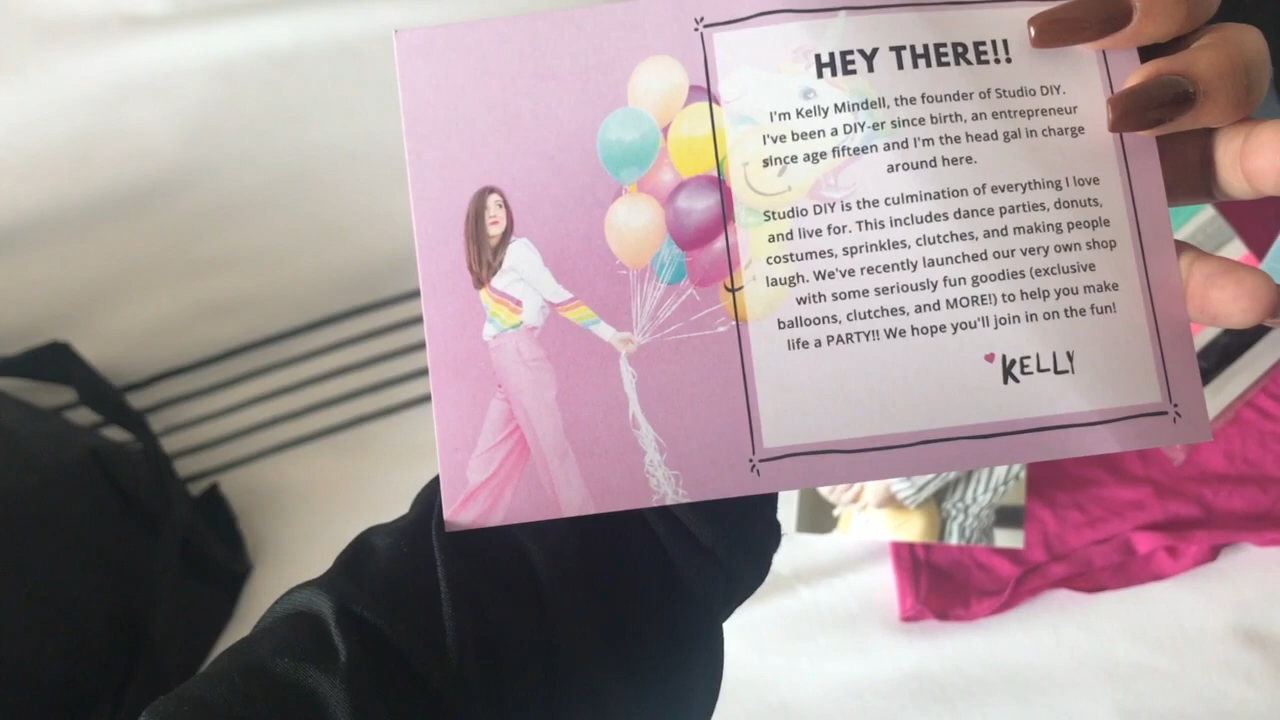 HEY THERE!!
I'm Kelly Mindell, the founder of Studio DIY.
I've been a DIY-er since birth, an entrepreneur
since age fifteen and I'm the head gal in charge
around here.
Studio DIY is the culmination of everything I love
and live for. This includes dance parties, donuts,
costumes, sprinkles, clutches, and making people
laugh. We've recently launched our very own shop
with some seriously fun goodies (exclusive
balloons, clutches, and MORE!) to help you make
life a PARTY!! We hope you'll join in on the fun!
KELLY